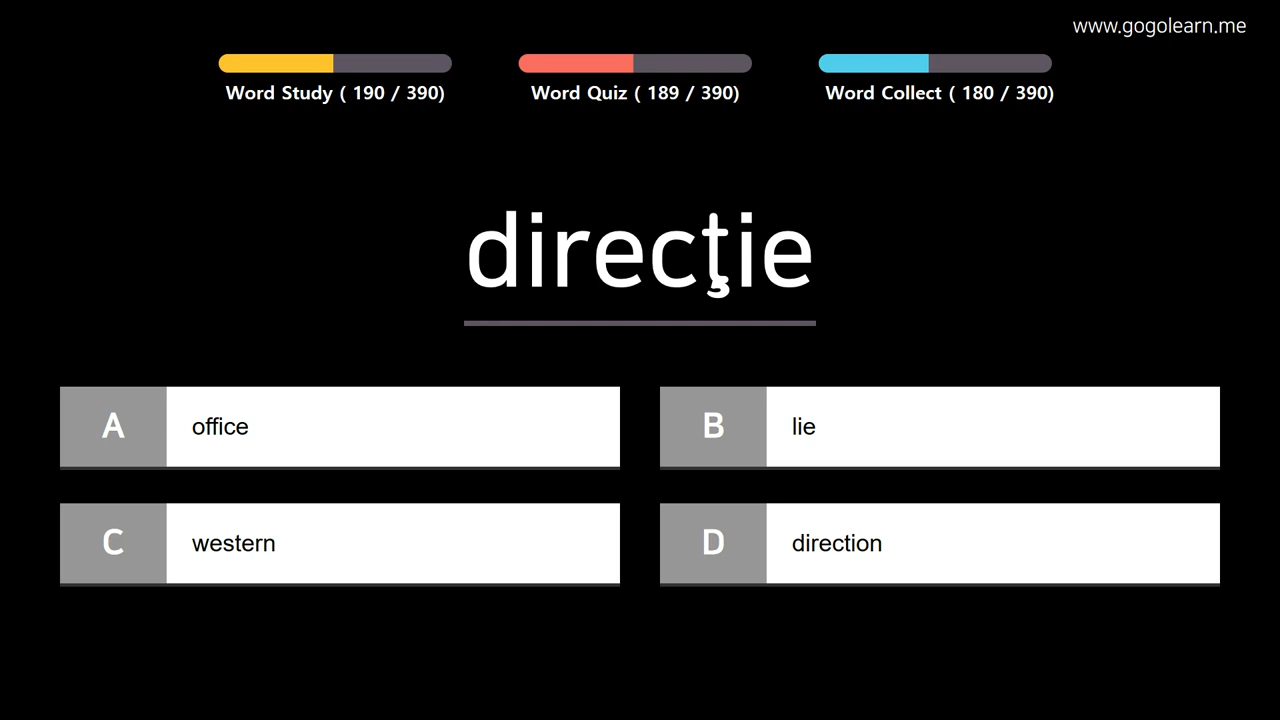 www.gogolearn.me
Word Study ( 190 / 390)
Word Quiz ( 189 / 390)
Word Collect ( 180 / 390)
direcţie
A office
B lie
C western
D direction